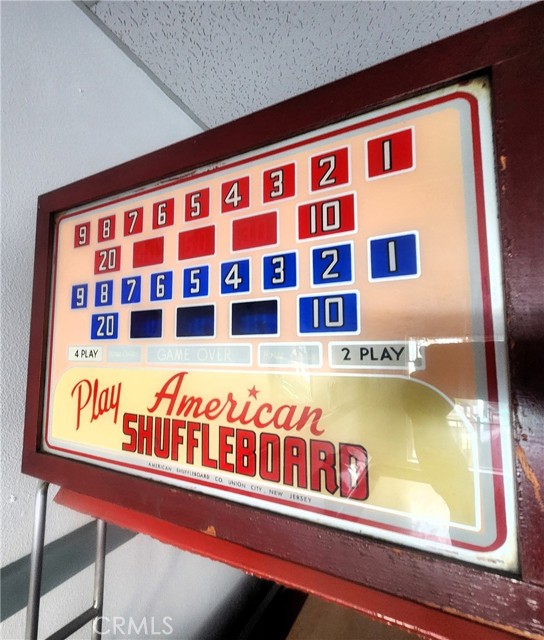 9 8 7 6 5 4 3 2 1
20 10
9 8 7 6 5 4 3 2 1
20 10
4 PLAY GAME OVER 2 PLAY
Play American
SHUFFLEBOARD
AMERICAN SHUFFLEBOARD CO. UNION CITY, NEW JERSEY
CRMLS